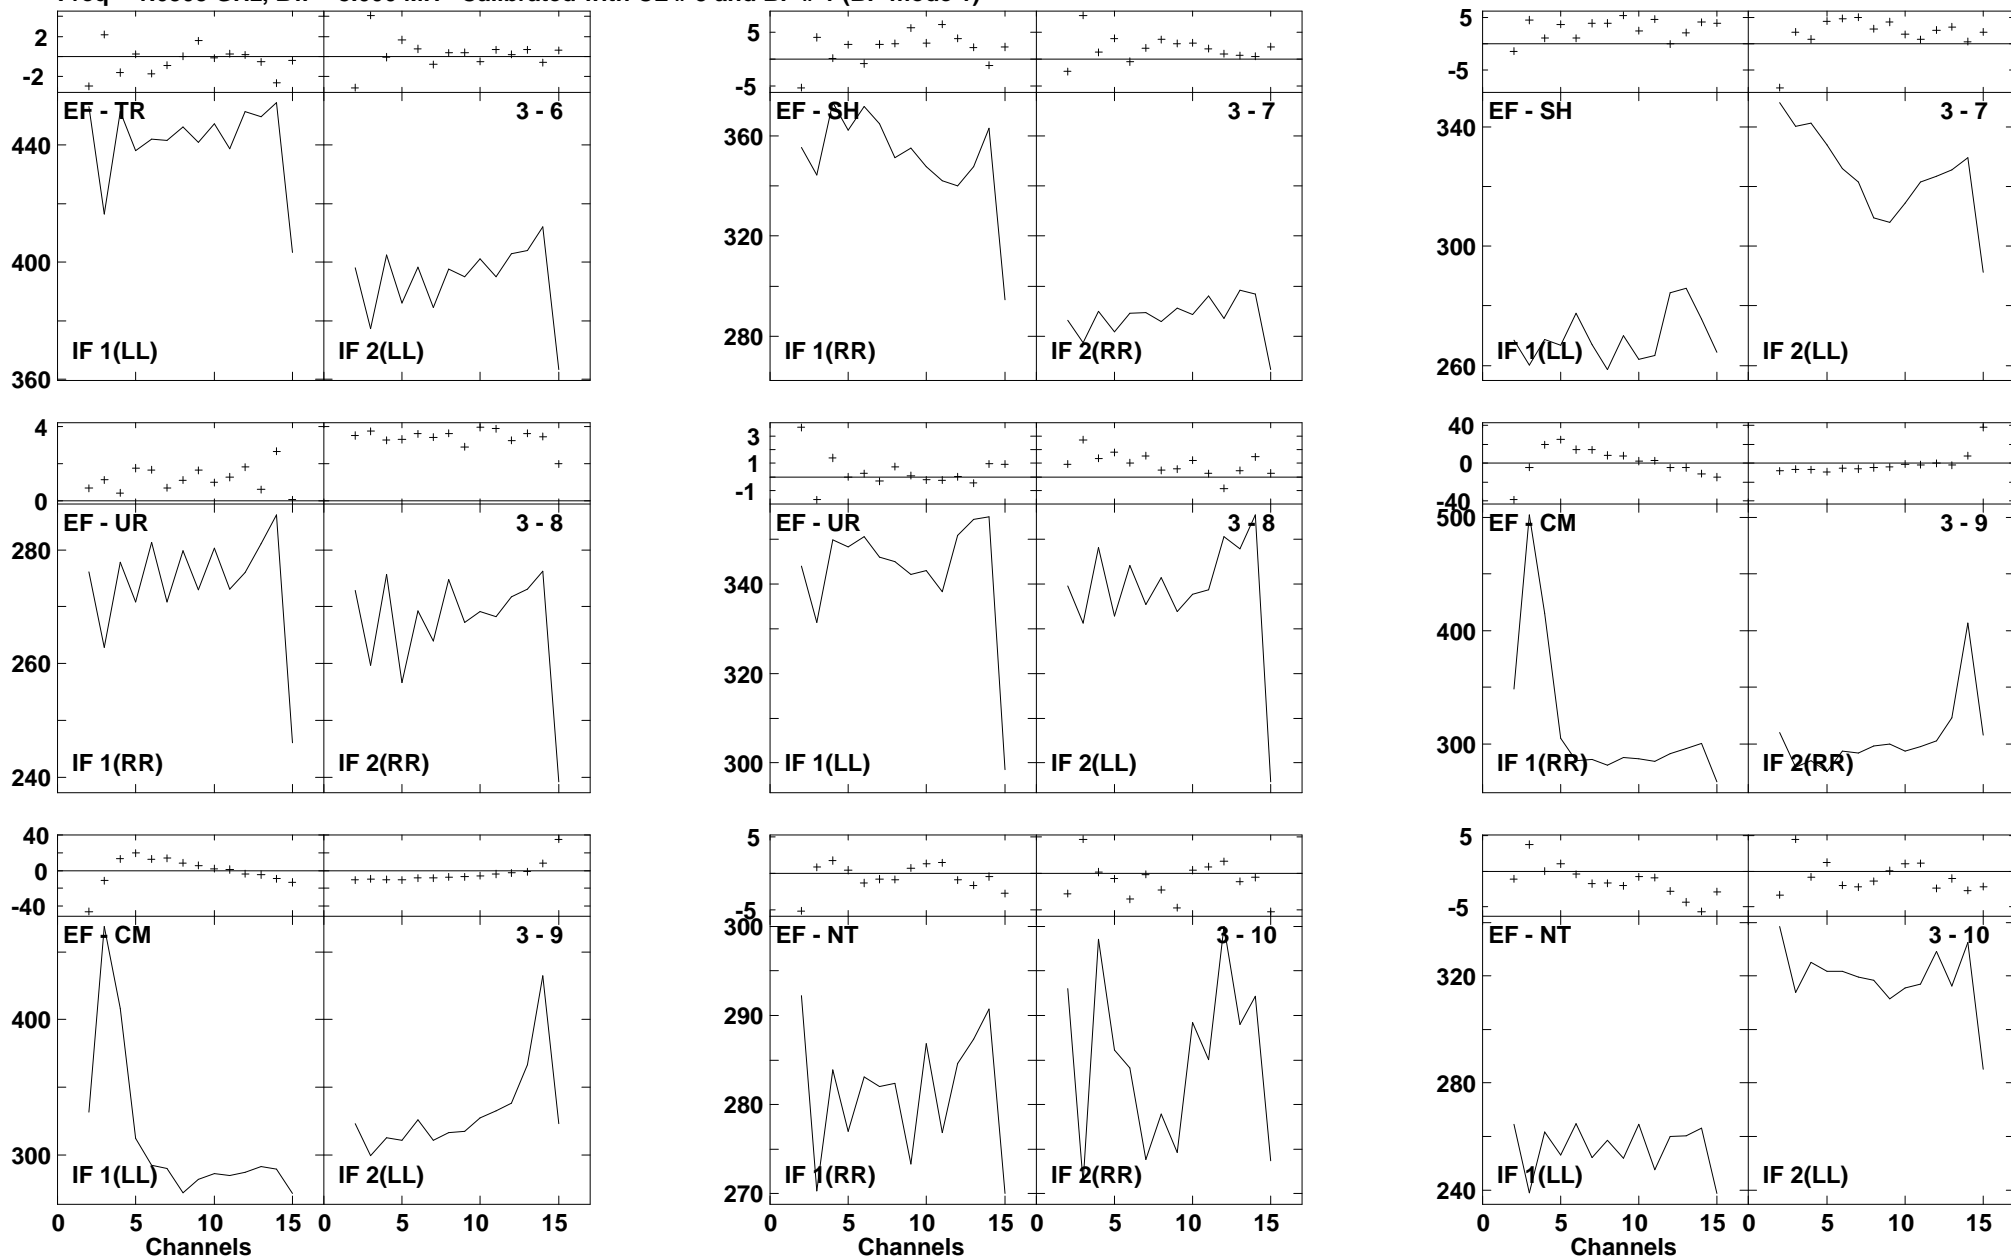 2
-2
EF - TR
3 - 6
440
400
360
IF 1(LL)
IF 2(LL)
5
-5
EF - SH
3 - 7
360
320
280
IF 1(RR)
IF 2(RR)
5
-5
EF - SH
3 - 7
340
300
260
IF 1(LL)
IF 2(LL)
4
0
EF - UR
3 - 8
280
260
240
IF 1(RR)
IF 2(RR)
3
1
-1
EF - UR
3 - 8
340
320
300
IF 1(LL)
IF 2(LL)
40
0
-40
EF - CM
3 - 9
500
400
300
IF 1(RR)
IF 2(RR)
40
0
-40
EF - CM
3 - 9
400
300
IF 1(LL)
IF 2(LL)
0 5 10 15 0 5 10 15
Channels
5
-5
EF - NT
3 - 10
300
290
280
270
IF 1(RR)
IF 2(RR)
0 5 10 15 0 5 10 15
Channels
5
-5
EF - NT
3 - 10
320
280
240
IF 1(LL)
IF 2(LL)
0 5 10 15 0 5 10 15
Channels